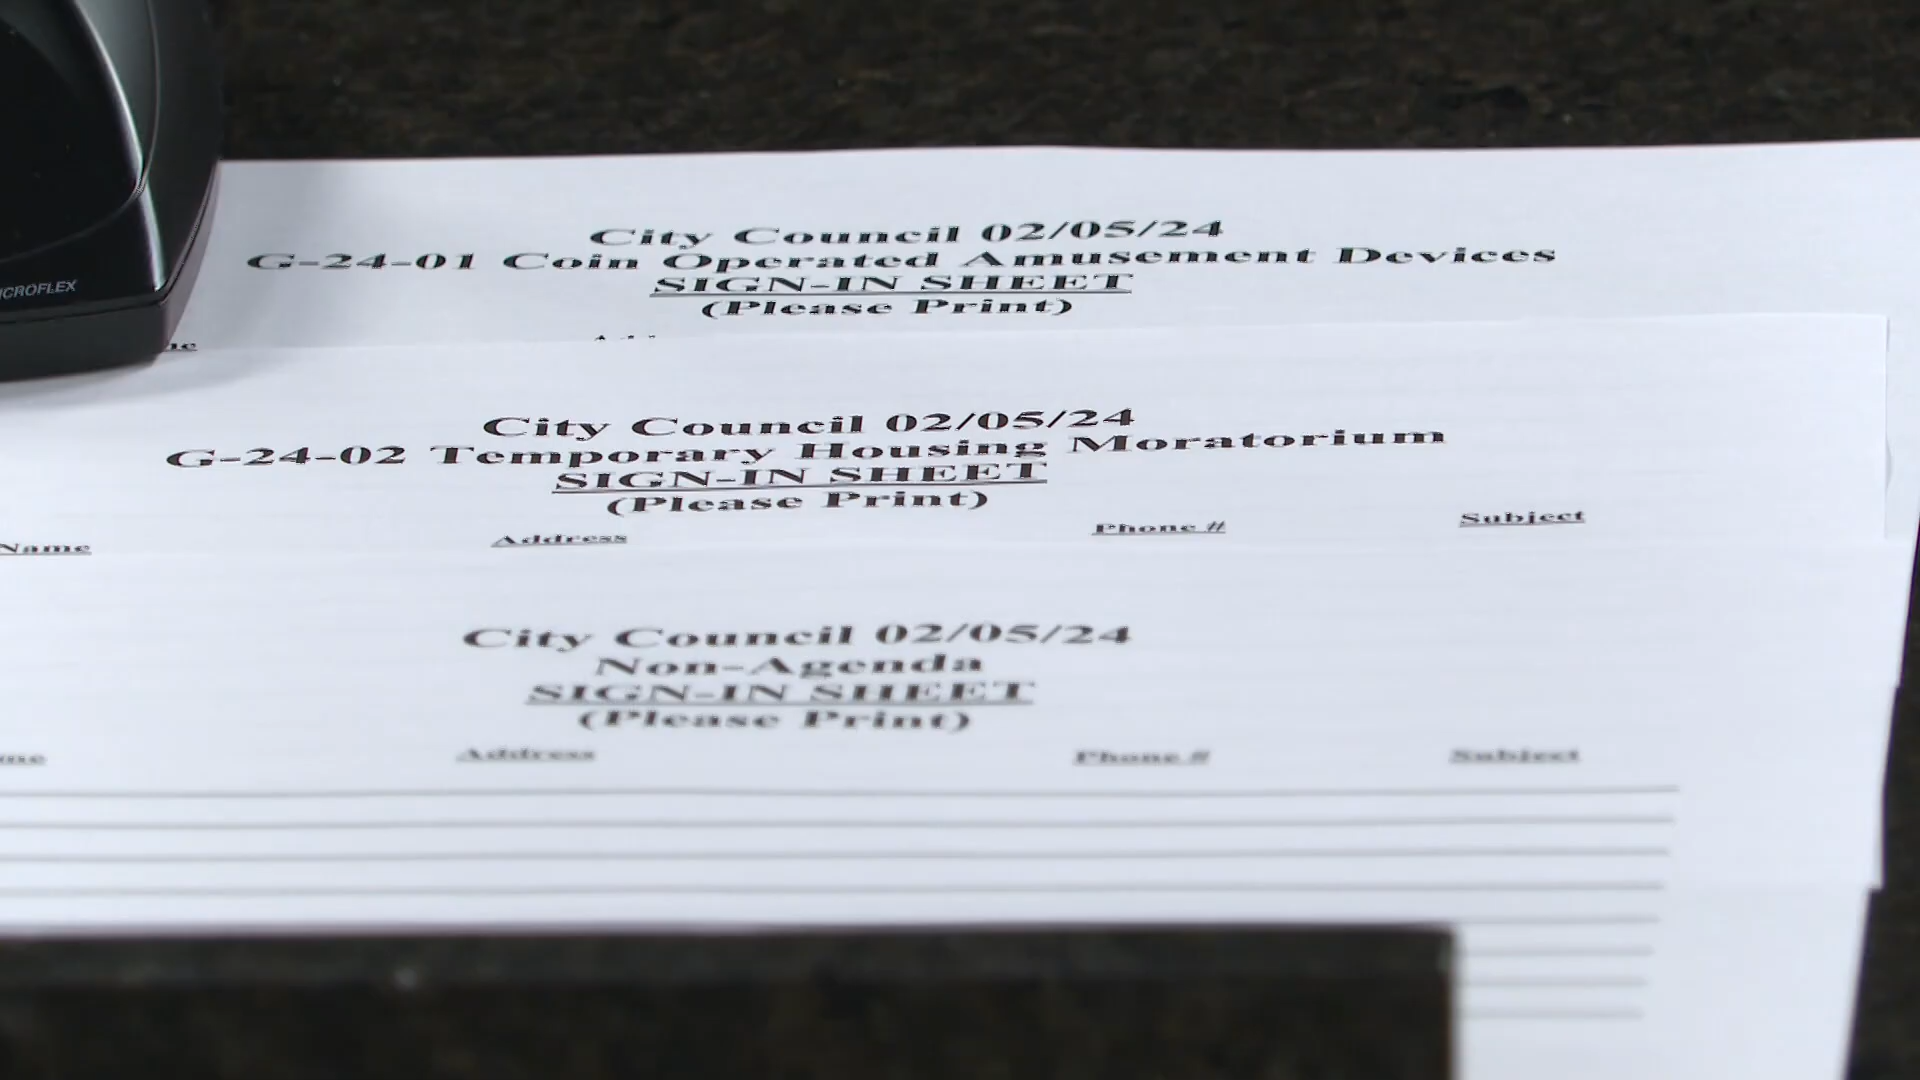 City Council 02/05/24
G-24-01 Coin Operated Amusement Devices
SIGN-IN SHEET
(Please Print)
City Council 02/05/24
G-24-02 Temporary Housing Moratorium
SIGN-IN SHEET
(Please Print)
Name Address Phone # Subject
City Council 02/05/24
Non-Agenda
SIGN-IN SHEET
(Please Print)
Address Phone # Subject